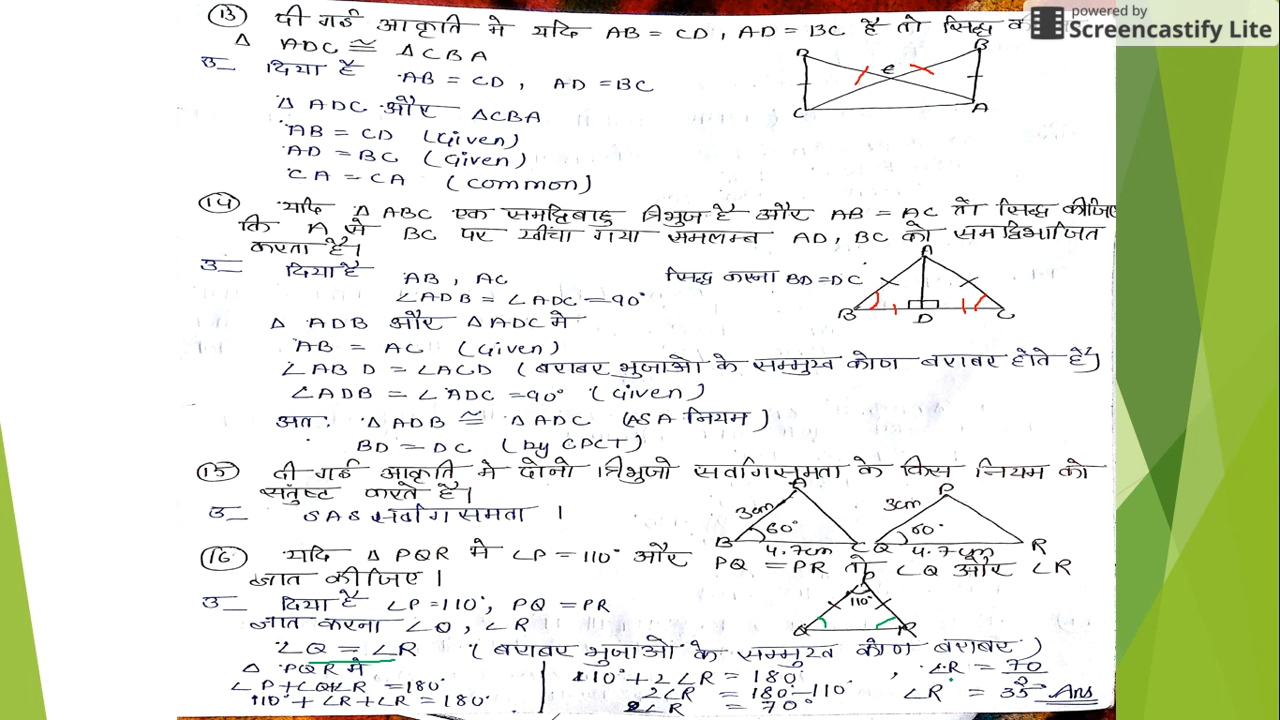 (13) दी गई आकृति में यदि AB = CD, AD = BC है तो सिद्ध
Δ ADC ≅ ΔCBA
उ— दिया है AB = CD, AD = BC
Δ ADC और ΔCBA
AB = CD (Given)
AD = BC (Given)
CA = CA (common)
B e C A
powered by
Screencastify Lite
(14) यदि Δ ABC एक समद्विबाहु त्रिभुज है और AB = AC तो सिद्ध कीजिए
कि A से BC पर खींचा गया समलम्ब AD, BC को समद्विभाजित
करता है।
उ— दिया है AB, AC सिद्ध करना BD = DC
∠ADB = ∠ADC = 90°
Δ ADB और Δ ADC में
AB = AC (Given)
∠ABD = ∠ACD (बराबर भुजाओं के सम्मुख कोण बराबर होते हैं)
∠ADB = ∠ADC = 90° (Given)
अतः ΔADB ≅ ΔADC (ASA नियम)
BD = DC (by CPCT)
A B D C
(15) दी गई आकृति में दोनो त्रिभुजो सर्वागसमता के किस नियम को
संतुष्ट करते है।
उ— SAS सर्वागसमता ।
A 3cm 60° B 4.7cm C
P 3cm 60° Q 4.7cm R
(16) यदि Δ PQR में ∠P = 110° और PQ = PR तो ∠Q और ∠R
ज्ञात कीजिए ।
उ— दिया है ∠P = 110°, PQ = PR
ज्ञात करना ∠Q, ∠R
P 110° Q R
∠Q = ∠R (बराबर भुजाओं के सम्मुख कोण बराबर)
Δ PQR में
∠P+∠Q+∠R = 180°
110° + ∠R + ∠R = 180°
110° + 2∠R = 180°
2∠R = 180 - 110°
2∠R = 70°
∠R = 70/2
∠R = 35° Ans